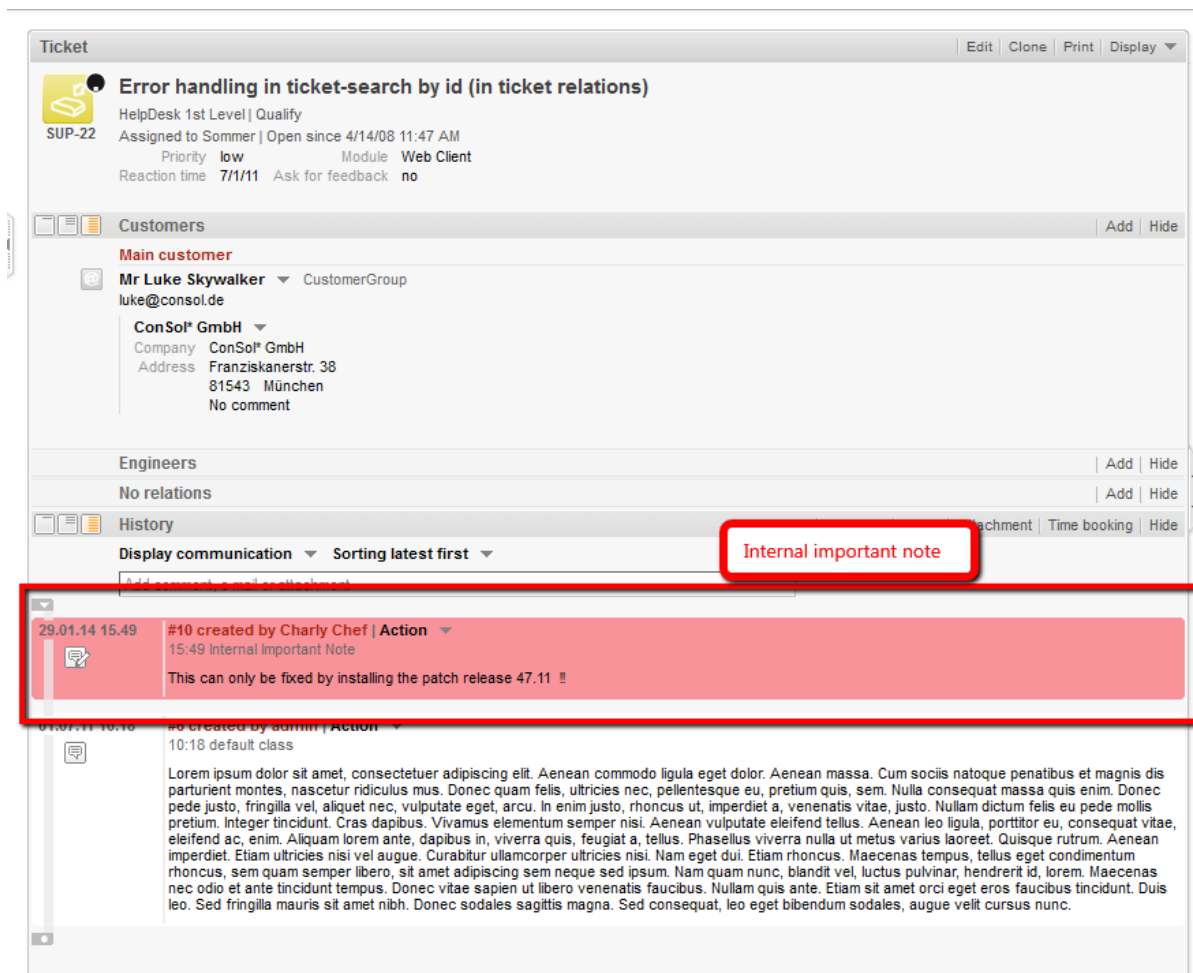 Ticket
Edit Clone Print Display
Error handling in ticket-search by id (in ticket relations)
HelpDesk 1st Level | Qualify
SUP-22
Assigned to Sommer | Open since 4/14/08 11:47 AM
Priority low Module Web Client
Reaction time 7/1/11 Ask for feedback no
Customers
Add Hide
Main customer
Mr Luke Skywalker CustomerGroup
luke@consol.de
ConSol* GmbH
Company ConSol* GmbH
Address Franziskanerstr. 38
81543 München
No comment
Engineers
Add Hide
No relations
Add Hide
History
Time booking | Hide
Internal important note
Display communication Sorting latest first
Add comment, e-mail or attachment
29.01.14 15.49 #10 created by Charly Chef | Action
15:49 Internal Important Note
This can only be fixed by installing the patch release 47.11 !!
01.07.11 10.18 #6 created by admin | Action
10:18 default class
Lorem ipsum dolor sit amet, consectetuer adipiscing elit. Aenean commodo ligula eget dolor. Aenean massa. Cum sociis natoque penatibus et magnis dis
parturient montes, nascetur ridiculus mus. Donec quam felis, ultricies nec, pellentesque eu, pretium quis, sem. Nulla consequat massa quis enim. Donec
pede justo, fringilla vel, aliquet nec, vulputate eget, arcu. In enim justo, rhoncus ut, imperdiet a, venenatis vitae, justo. Nullam dictum felis eu pede mollis
pretium. Integer tincidunt. Cras dapibus. Vivamus elementum semper nisi. Aenean vulputate eleifend tellus. Aenean leo ligula, porttitor eu, consequat vitae,
eleifend ac, enim. Aliquam lorem ante, dapibus in, viverra quis, feugiat a, tellus. Phasellus viverra nulla ut metus varius laoreet. Quisque rutrum. Aenean
imperdiet. Etiam ultricies nisi vel augue. Curabitur ullamcorper ultricies nisi. Nam eget dui. Etiam rhoncus. Maecenas tempus, tellus eget condimentum
rhoncus, sem quam semper libero, sit amet adipiscing sem neque sed ipsum. Nam quam nunc, blandit vel, luctus pulvinar, hendrerit id, lorem. Maecenas
nec odio et ante tincidunt tempus. Donec vitae sapien ut libero venenatis faucibus. Nullam quis ante. Etiam sit amet orci eget eros faucibus tincidunt. Duis
leo. Sed fringilla mauris sit amet nibh. Donec sodales sagittis magna. Sed consequat, leo eget bibendum sodales, augue velit cursus nunc.